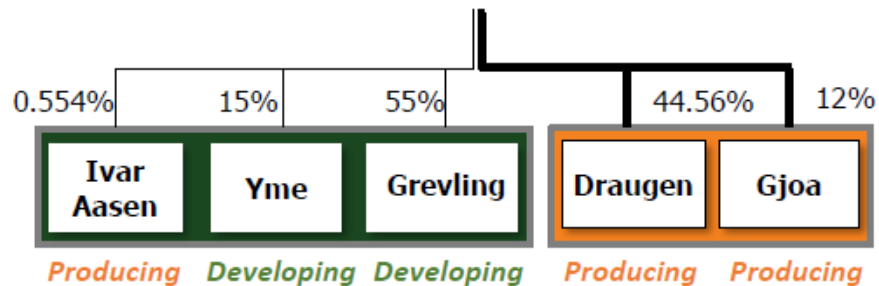 0.554% 15% 55% 44.56% 12%
Ivar
Aasen
Yme
Grevling
Draugen
Gjoa
Producing Developing Developing Producing Producing